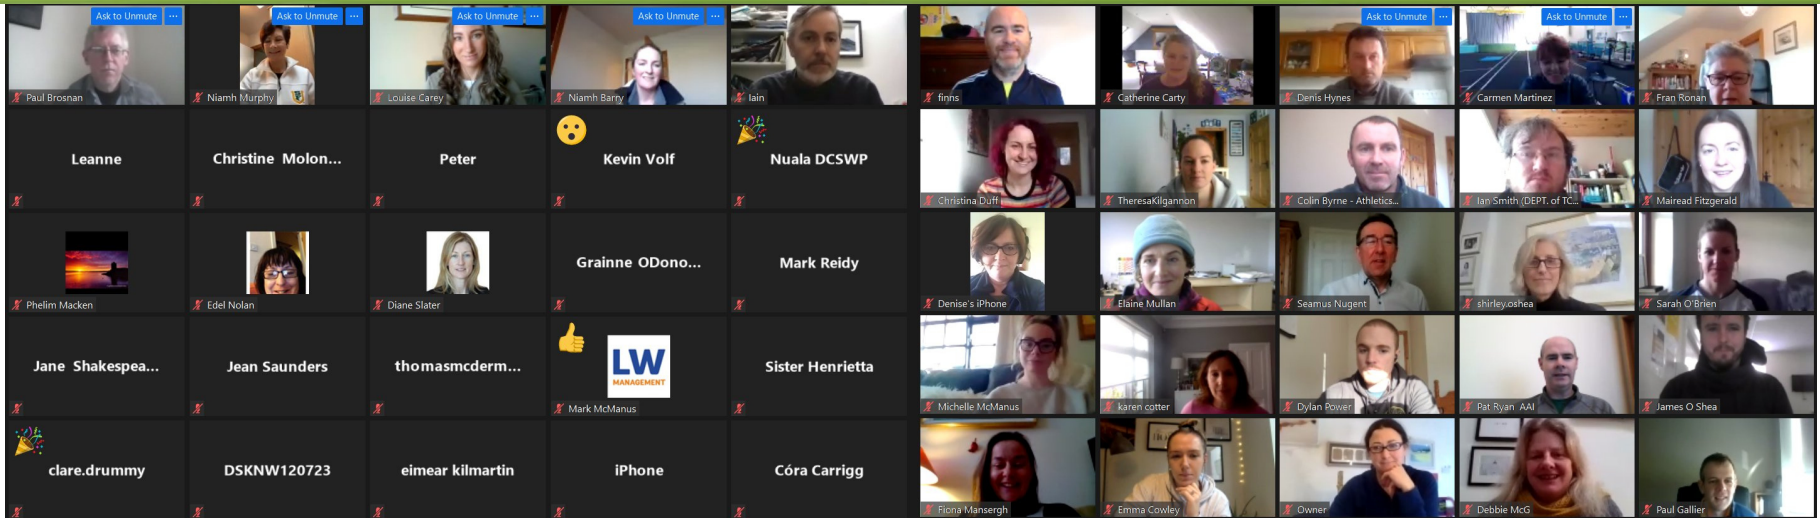 Ask to Unmute ...
Ask to Unmute ...
Ask to Unmute ...
Ask to Unmute ...
Ask to Unmute ...
Ask to Unmute ...
Paul Brosnan
Niamh Murphy
Louise Carey
Niamh Barry
Iain
finns
Catherine Carty
Denis Hynes
Carmen Martinez
Fran Ronan
Leanne
Christine Molon...
Peter
Kevin Volf
Nuala DCSWP
Christina Duff
TheresaKilgannon
Colin Byrne - Athletics...
Ian Smith (DEPT. of TC...
Mairead Fitzgerald
Phelim Macken
Edel Nolan
Diane Slater
Grainne ODono...
Mark Reidy
Denise's iPhone
Elaine Mullan
Seamus Nugent
shirley.oshea
Sarah O'Brien
Jane Shakespea...
Jean Saunders
thomasmcderm...
LW
MANAGEMENT
Mark McManus
Sister Henrietta
Michelle McManus
karen cotter
Dylan Power
Pat Ryan AAI
James O Shea
clare.drummy
DSKNW120723
eimear kilmartin
iPhone
Córa Carrigg
Fiona Mansergh
Emma Cowley
Owner
Debbie McG
Paul Gallier